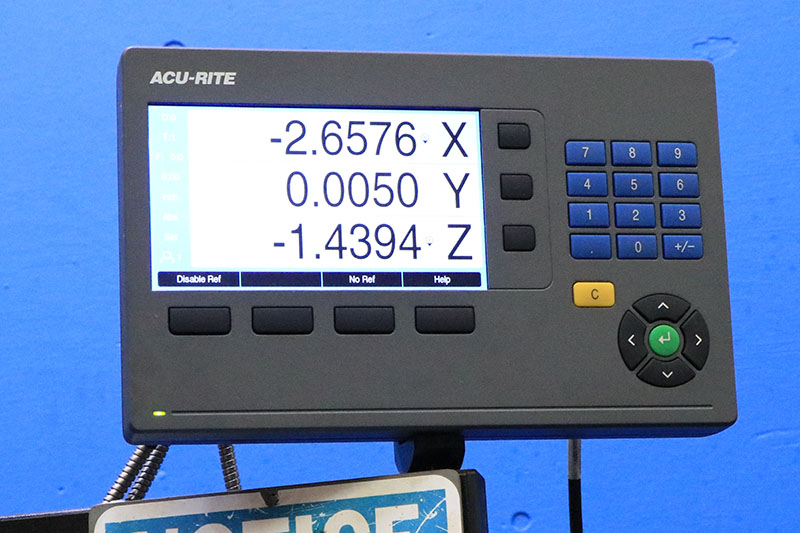 ACU-RITE
-2.6576 X
0.0050 Y
-1.4394 Z
Disable Ref No Ref Help
7 8 9
4 5 6
1 2 3
. 0 +/-
C
NOTICE